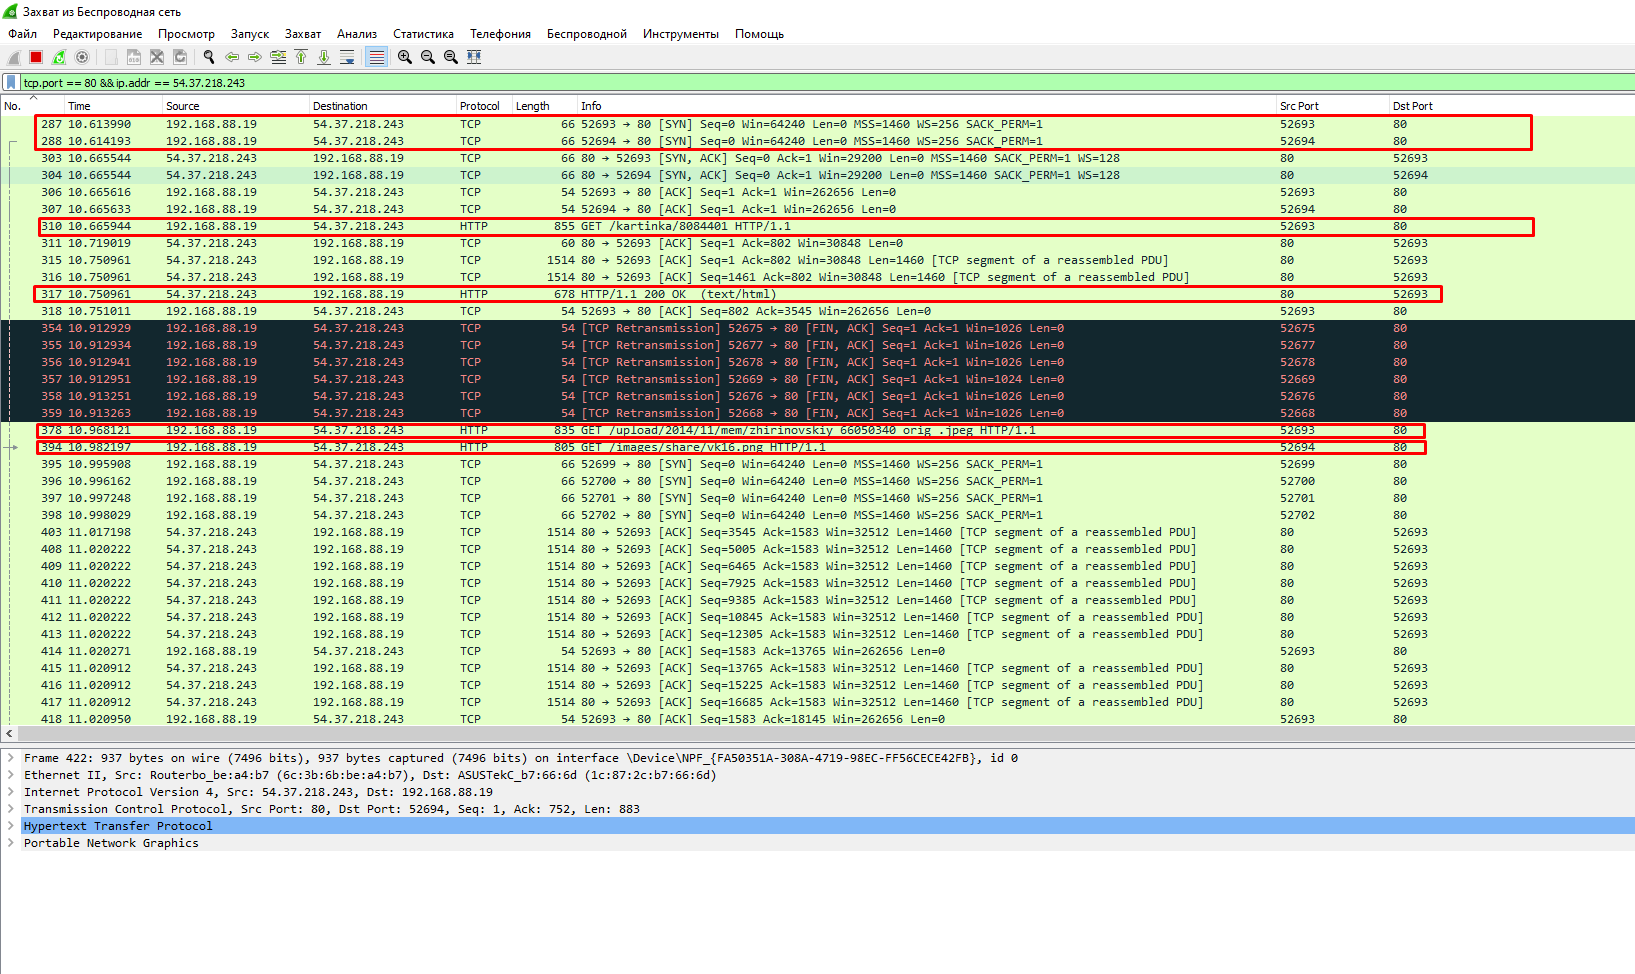 Захват из Беспроводная сеть
Файл Редактирование Просмотр Запуск Захват Анализ Статистика Телефония Беспроводной Инструменты Помощь
tcp.port == 80 && ip.addr == 54.37.218.243
No. Time Source Destination Protocol Length Info Src Port Dst Port
287 10.613990 192.168.88.19 54.37.218.243 TCP 66 52693 → 80 [SYN] Seq=0 Win=64240 Len=0 MSS=1460 WS=256 SACK_PERM=1 52693 80
288 10.614193 192.168.88.19 54.37.218.243 TCP 66 52694 → 80 [SYN] Seq=0 Win=64240 Len=0 MSS=1460 WS=256 SACK_PERM=1 52694 80
303 10.665544 54.37.218.243 192.168.88.19 TCP 66 80 → 52693 [SYN, ACK] Seq=0 Ack=1 Win=29200 Len=0 MSS=1460 SACK_PERM=1 WS=128 80 52693
304 10.665544 54.37.218.243 192.168.88.19 TCP 66 80 → 52694 [SYN, ACK] Seq=0 Ack=1 Win=29200 Len=0 MSS=1460 SACK_PERM=1 WS=128 80 52694
306 10.665616 192.168.88.19 54.37.218.243 TCP 54 52693 → 80 [ACK] Seq=1 Ack=1 Win=262656 Len=0 52693 80
307 10.665633 192.168.88.19 54.37.218.243 TCP 54 52694 → 80 [ACK] Seq=1 Ack=1 Win=262656 Len=0 52694 80
310 10.665944 192.168.88.19 54.37.218.243 HTTP 855 GET /kartinka/8084401 HTTP/1.1 52693 80
311 10.719019 54.37.218.243 192.168.88.19 TCP 60 80 → 52693 [ACK] Seq=1 Ack=802 Win=30848 Len=0 80 52693
315 10.750961 54.37.218.243 192.168.88.19 TCP 1514 80 → 52693 [ACK] Seq=1 Ack=802 Win=30848 Len=1460 [TCP segment of a reassembled PDU] 80 52693
316 10.750961 54.37.218.243 192.168.88.19 TCP 1514 80 → 52693 [ACK] Seq=1461 Ack=802 Win=30848 Len=1460 [TCP segment of a reassembled PDU] 80 52693
317 10.750961 54.37.218.243 192.168.88.19 HTTP 678 HTTP/1.1 200 OK (text/html) 80 52693
318 10.751011 192.168.88.19 54.37.218.243 TCP 54 52693 → 80 [ACK] Seq=802 Ack=3545 Win=262656 Len=0 52693 80
354 10.912929 192.168.88.19 54.37.218.243 TCP 54 [TCP Retransmission] 52675 → 80 [FIN, ACK] Seq=1 Ack=1 Win=1026 Len=0 52675 80
355 10.912934 192.168.88.19 54.37.218.243 TCP 54 [TCP Retransmission] 52677 → 80 [FIN, ACK] Seq=1 Ack=1 Win=1026 Len=0 52677 80
356 10.912941 192.168.88.19 54.37.218.243 TCP 54 [TCP Retransmission] 52678 → 80 [FIN, ACK] Seq=1 Ack=1 Win=1026 Len=0 52678 80
357 10.912951 192.168.88.19 54.37.218.243 TCP 54 [TCP Retransmission] 52669 → 80 [FIN, ACK] Seq=1 Ack=1 Win=1024 Len=0 52669 80
358 10.913251 192.168.88.19 54.37.218.243 TCP 54 [TCP Retransmission] 52676 → 80 [FIN, ACK] Seq=1 Ack=1 Win=1026 Len=0 52676 80
359 10.913263 192.168.88.19 54.37.218.243 TCP 54 [TCP Retransmission] 52668 → 80 [FIN, ACK] Seq=1 Ack=1 Win=1026 Len=0 52668 80
378 10.968121 192.168.88.19 54.37.218.243 HTTP 835 GET /upload/2014/11/mem/zhirinovskiy_66050340_orig_.jpeg HTTP/1.1 52693 80
394 10.982197 192.168.88.19 54.37.218.243 HTTP 805 GET /images/share/vk16.png HTTP/1.1 52694 80
395 10.995908 192.168.88.19 54.37.218.243 TCP 66 52699 → 80 [SYN] Seq=0 Win=64240 Len=0 MSS=1460 WS=256 SACK_PERM=1 52699 80
396 10.996162 192.168.88.19 54.37.218.243 TCP 66 52700 → 80 [SYN] Seq=0 Win=64240 Len=0 MSS=1460 WS=256 SACK_PERM=1 52700 80
397 10.997248 192.168.88.19 54.37.218.243 TCP 66 52701 → 80 [SYN] Seq=0 Win=64240 Len=0 MSS=1460 WS=256 SACK_PERM=1 52701 80
398 10.998029 192.168.88.19 54.37.218.243 TCP 66 52702 → 80 [SYN] Seq=0 Win=64240 Len=0 MSS=1460 WS=256 SACK_PERM=1 52702 80
403 11.017198 54.37.218.243 192.168.88.19 TCP 1514 80 → 52693 [ACK] Seq=3545 Ack=1583 Win=32512 Len=1460 [TCP segment of a reassembled PDU] 80 52693
408 11.020222 54.37.218.243 192.168.88.19 TCP 1514 80 → 52693 [ACK] Seq=5005 Ack=1583 Win=32512 Len=1460 [TCP segment of a reassembled PDU] 80 52693
409 11.020222 54.37.218.243 192.168.88.19 TCP 1514 80 → 52693 [ACK] Seq=6465 Ack=1583 Win=32512 Len=1460 [TCP segment of a reassembled PDU] 80 52693
410 11.020222 54.37.218.243 192.168.88.19 TCP 1514 80 → 52693 [ACK] Seq=7925 Ack=1583 Win=32512 Len=1460 [TCP segment of a reassembled PDU] 80 52693
411 11.020222 54.37.218.243 192.168.88.19 TCP 1514 80 → 52693 [ACK] Seq=9385 Ack=1583 Win=32512 Len=1460 [TCP segment of a reassembled PDU] 80 52693
412 11.020222 54.37.218.243 192.168.88.19 TCP 1514 80 → 52693 [ACK] Seq=10845 Ack=1583 Win=32512 Len=1460 [TCP segment of a reassembled PDU] 80 52693
413 11.020222 54.37.218.243 192.168.88.19 TCP 1514 80 → 52693 [ACK] Seq=12305 Ack=1583 Win=32512 Len=1460 [TCP segment of a reassembled PDU] 80 52693
414 11.020271 192.168.88.19 54.37.218.243 TCP 54 52693 → 80 [ACK] Seq=1583 Ack=13765 Win=262656 Len=0 52693 80
415 11.020912 54.37.218.243 192.168.88.19 TCP 1514 80 → 52693 [ACK] Seq=13765 Ack=1583 Win=32512 Len=1460 [TCP segment of a reassembled PDU] 80 52693
416 11.020912 54.37.218.243 192.168.88.19 TCP 1514 80 → 52693 [ACK] Seq=15225 Ack=1583 Win=32512 Len=1460 [TCP segment of a reassembled PDU] 80 52693
417 11.020912 54.37.218.243 192.168.88.19 TCP 1514 80 → 52693 [ACK] Seq=16685 Ack=1583 Win=32512 Len=1460 [TCP segment of a reassembled PDU] 80 52693
418 11.020950 192.168.88.19 54.37.218.243 TCP 54 52693 → 80 [ACK] Seq=1583 Ack=18145 Win=262656 Len=0 52693 80
Frame 422: 937 bytes on wire (7496 bits), 937 bytes captured (7496 bits) on interface \Device\NPF_{FA50351A-308A-4719-98EC-FF56CECE42FB}, id 0
Ethernet II, Src: Routerbo_be:a4:b7 (6c:3b:6b:be:a4:b7), Dst: ASUSTekC_b7:66:6d (1c:87:2c:b7:66:6d)
Internet Protocol Version 4, Src: 54.37.218.243, Dst: 192.168.88.19
Transmission Control Protocol, Src Port: 80, Dst Port: 52694, Seq: 1, Ack: 752, Len: 883
Hypertext Transfer Protocol
Portable Network Graphics